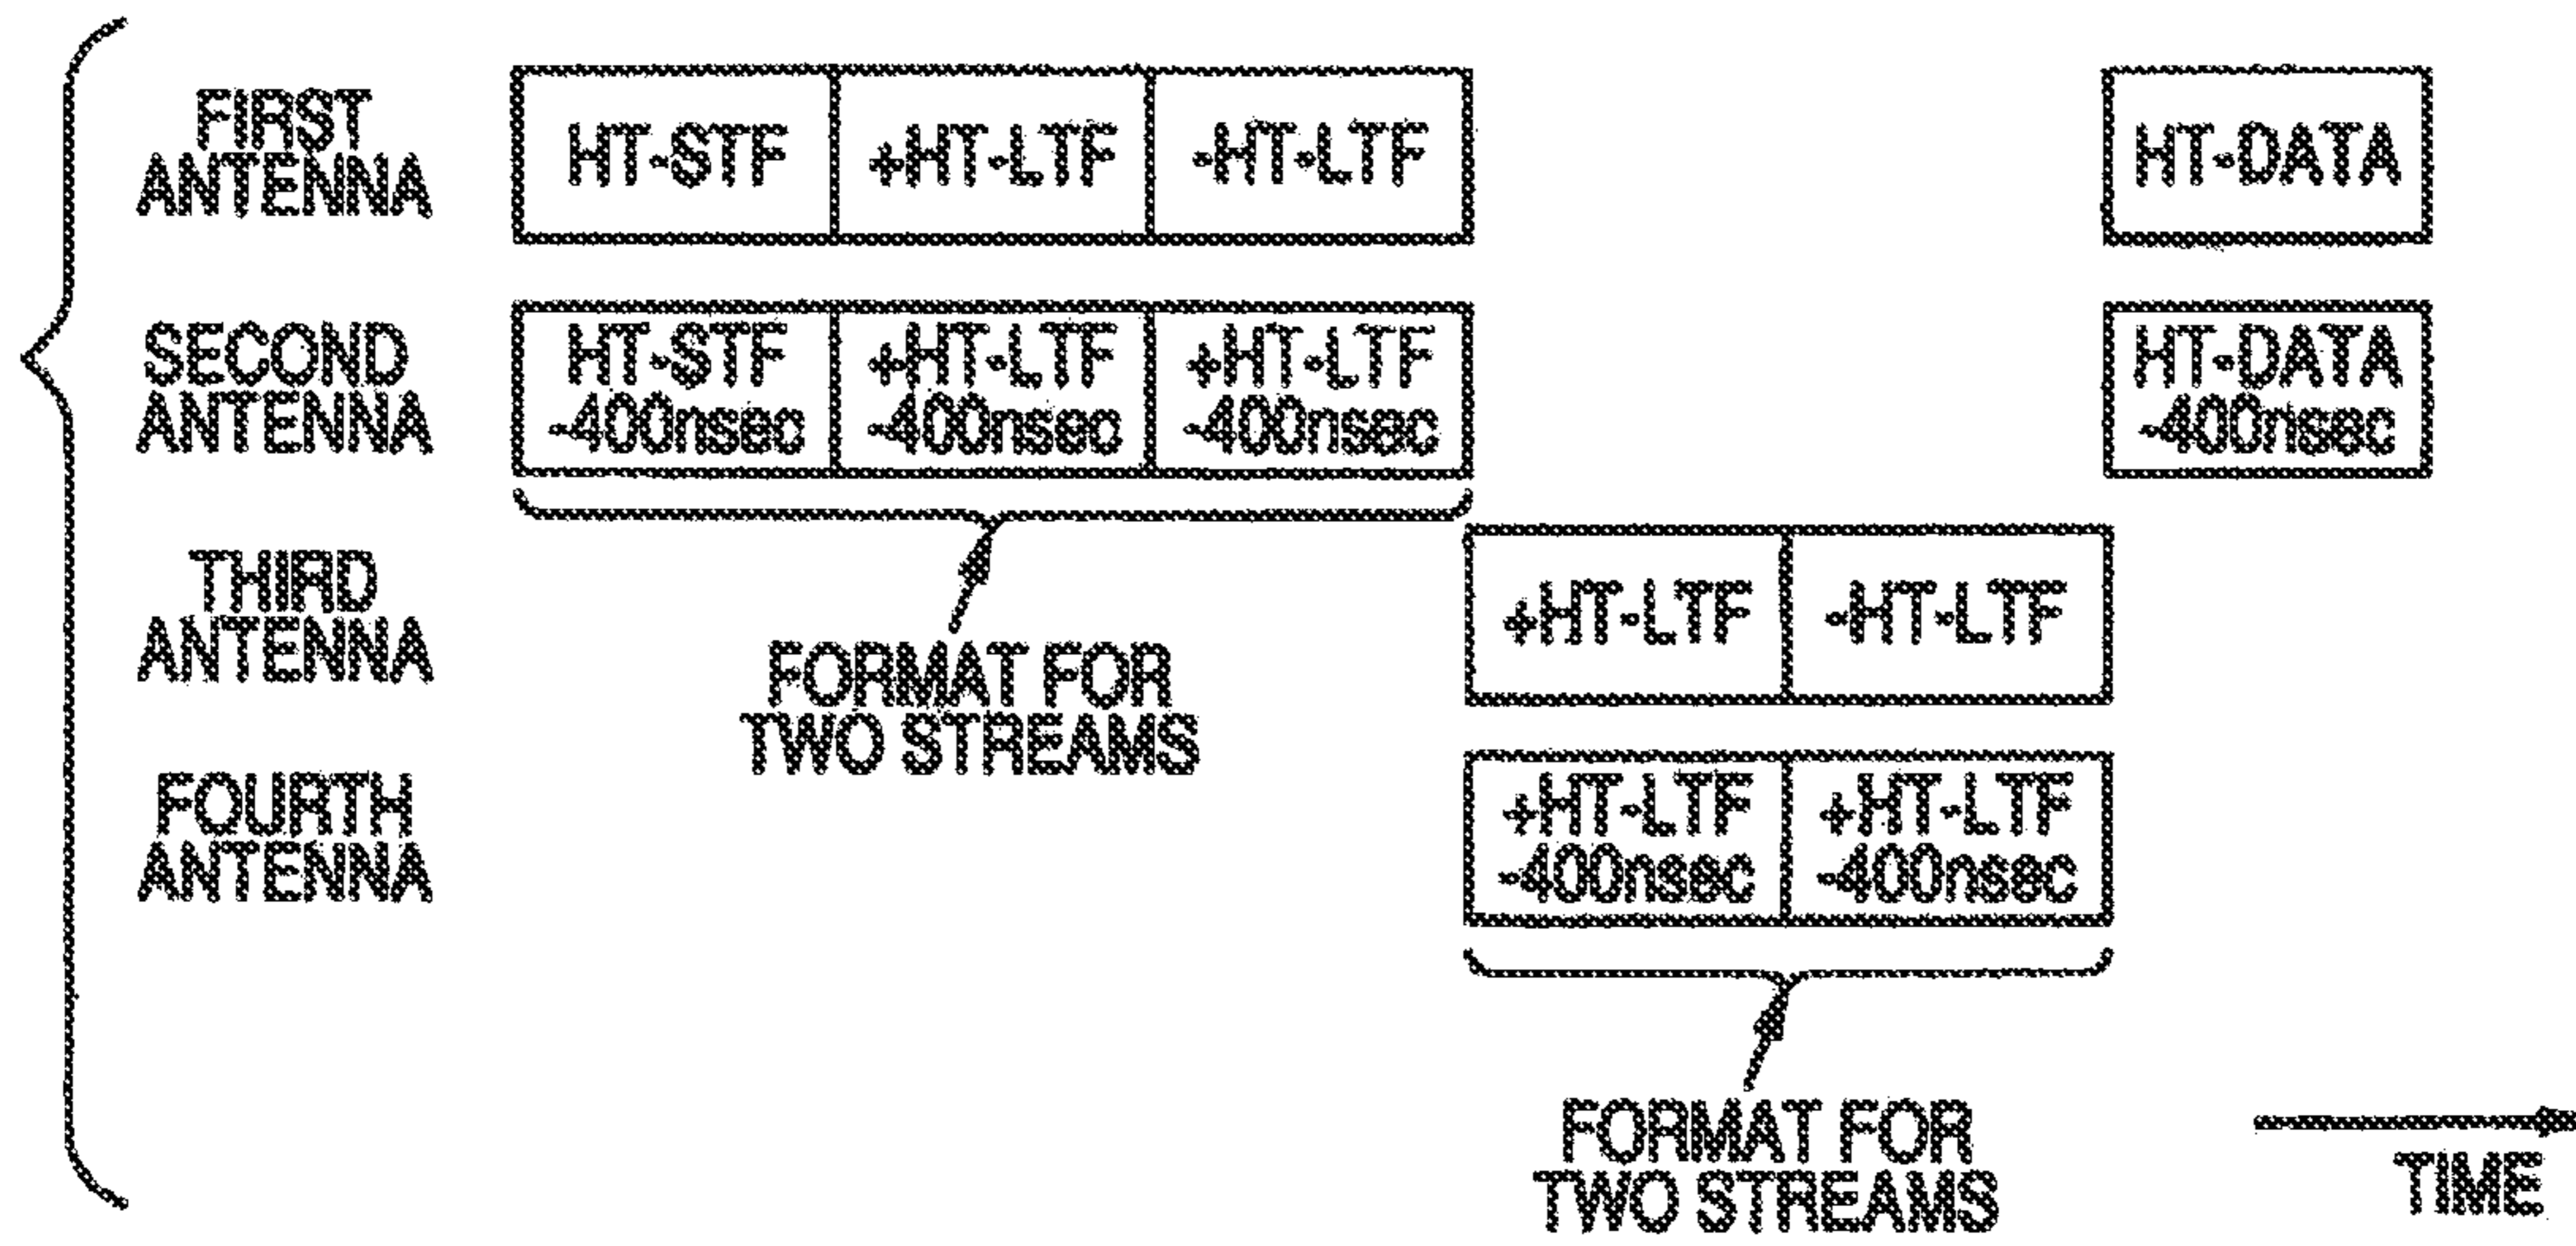 FIRST
ANTENNA
HT-STF
+HT-LTF
-HT-LTF
HT-DATA
SECOND
ANTENNA
HT-STF
-400nsec
+HT-LTF
-400nsec
+HT-LTF
-400nsec
HT-DATA
-400nsec
THIRD
ANTENNA
+HT-LTF
-HT-LTF
FORMAT FOR
TWO STREAMS
FOURTH
ANTENNA
+HT-LTF
-400nsec
+HT-LTF
-400nsec
FORMAT FOR
TWO STREAMS
TIME